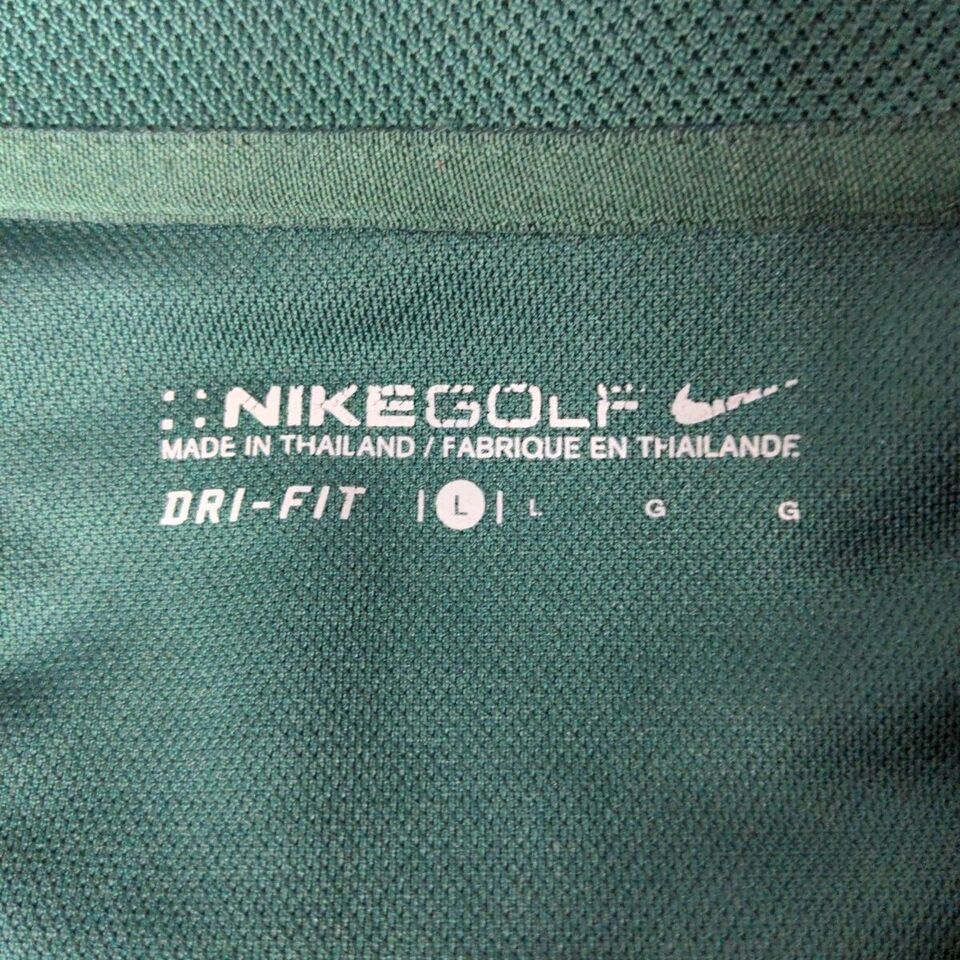 NIKEGOLF
MADE IN THAILAND / FABRIQUE EN THAILANDE
DRI-FIT | L | L G G